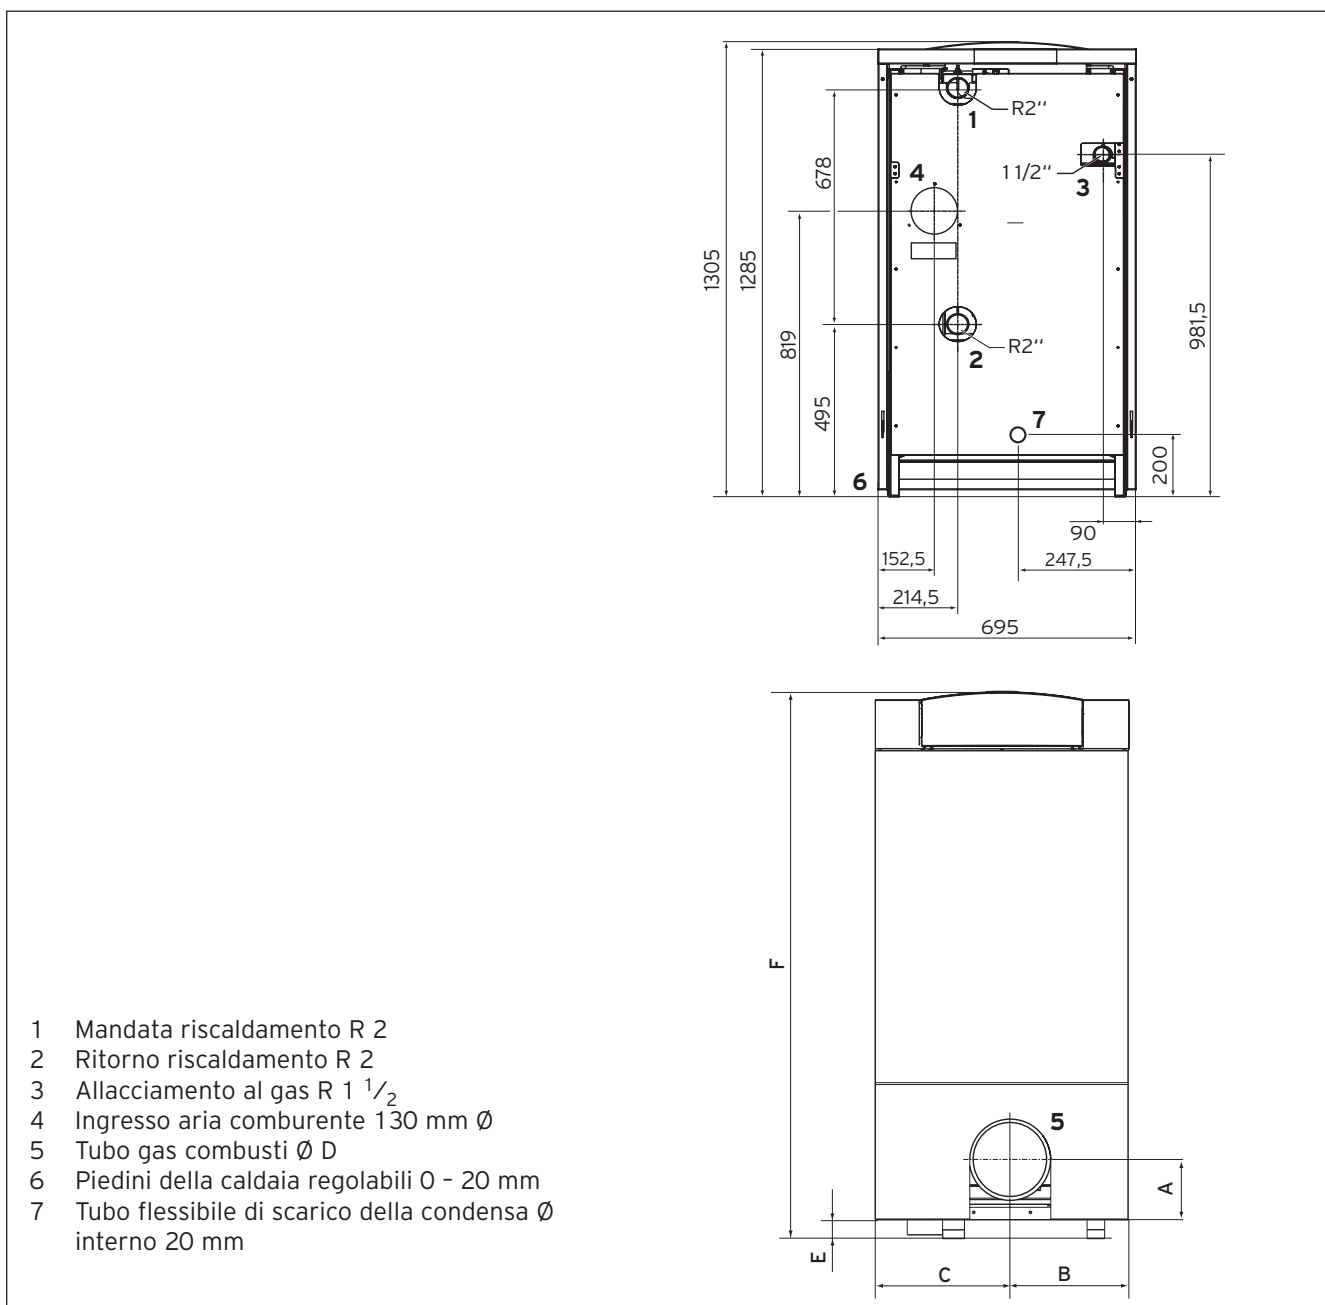 R2‘‘
1
1 1/2‘‘
3
4
678
1305
1285
819
981,5
R2‘‘
2
495
7
200
6
90
152,5
247,5
214,5
695
F
5
A
E
C
B
1 Mandata riscaldamento R 2
2 Ritorno riscaldamento R 2
3 Allacciamento al gas R 1 1/2
4 Ingresso aria comburente 130 mm Ø
5 Tubo gas combusti Ø D
6 Piedini della caldaia regolabili 0 - 20 mm
7 Tubo flessibile di scarico della condensa Ø
interno 20 mm